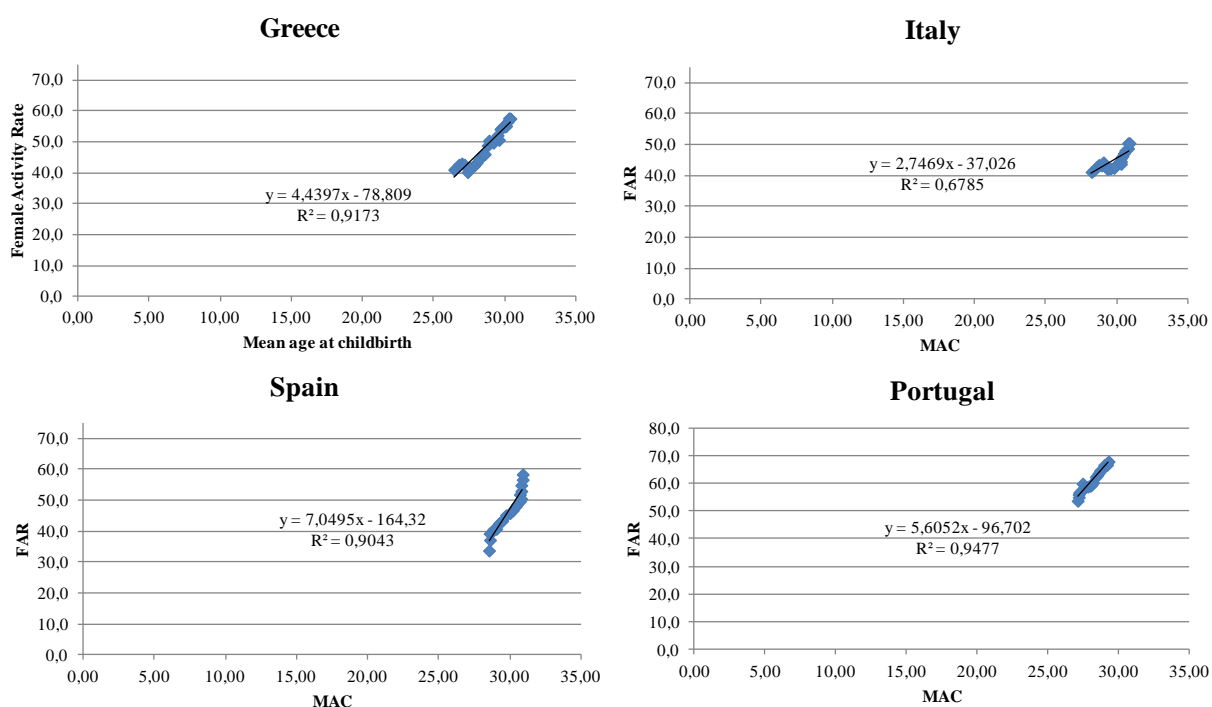 Greece
70,0
60,0
50,0
40,0
30,0
20,0
10,0
0,0
Female Activity Rate
y = 4,4397x - 78,809
R² = 0,9173
0,00 5,00 10,00 15,00 20,00 25,00 30,00 35,00
Mean age at childbirth
Italy
70,0
60,0
50,0
40,0
30,0
20,0
10,0
0,0
FAR
y = 2,7469x - 37,026
R² = 0,6785
0,00 5,00 10,00 15,00 20,00 25,00 30,00 35,00
MAC
Spain
70,0
60,0
50,0
40,0
30,0
20,0
10,0
0,0
FAR
y = 7,0495x - 164,32
R² = 0,9043
0,00 5,00 10,00 15,00 20,00 25,00 30,00 35,00
MAC
Portugal
80,0
70,0
60,0
50,0
40,0
30,0
20,0
10,0
0,0
FAR
y = 5,6052x - 96,702
R² = 0,9477
0,00 5,00 10,00 15,00 20,00 25,00 30,00 35,00
MAC